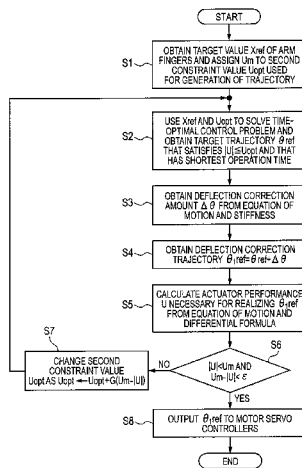 START
S1
OBTAIN TARGET VALUE Xref OF ARM
FINGERS AND ASSIGN Um TO SECOND
CONSTRAINT VALUE Uopt USED
FOR GENERATION OF TRAJECTORY
S2
USE Xref AND Uopt TO SOLVE TIME-
OPTIMAL CONTROL PROBLEM AND
OBTAIN TARGET TRAJECTORY θref
THAT SATISFIES |U|≤Uopt AND THAT
HAS SHORTEST OPERATION TIME
S3
OBTAIN DEFLECTION CORRECTION
AMOUNT Δθ FROM EQUATION OF
MOTION AND STIFFNESS
S4
OBTAIN DEFLECTION CORRECTION
TRAJECTORY θ1ref=θref+Δθ
S5
CALCULATE ACTUATOR PERFORMANCE
U NECESSARY FOR REALIZING θ1ref
FROM EQUATION OF MOTION AND
DIFFERENTIAL FORMULA
S7
CHANGE SECOND
CONSTRAINT VALUE
Uopt AS Uopt←Uopt+G(Um-|U|)
NO
S6
|U|<Um AND
Um-|U|<ε
YES
S8
OUTPUT θ1ref TO MOTOR SERVO
CONTROLLERS
END